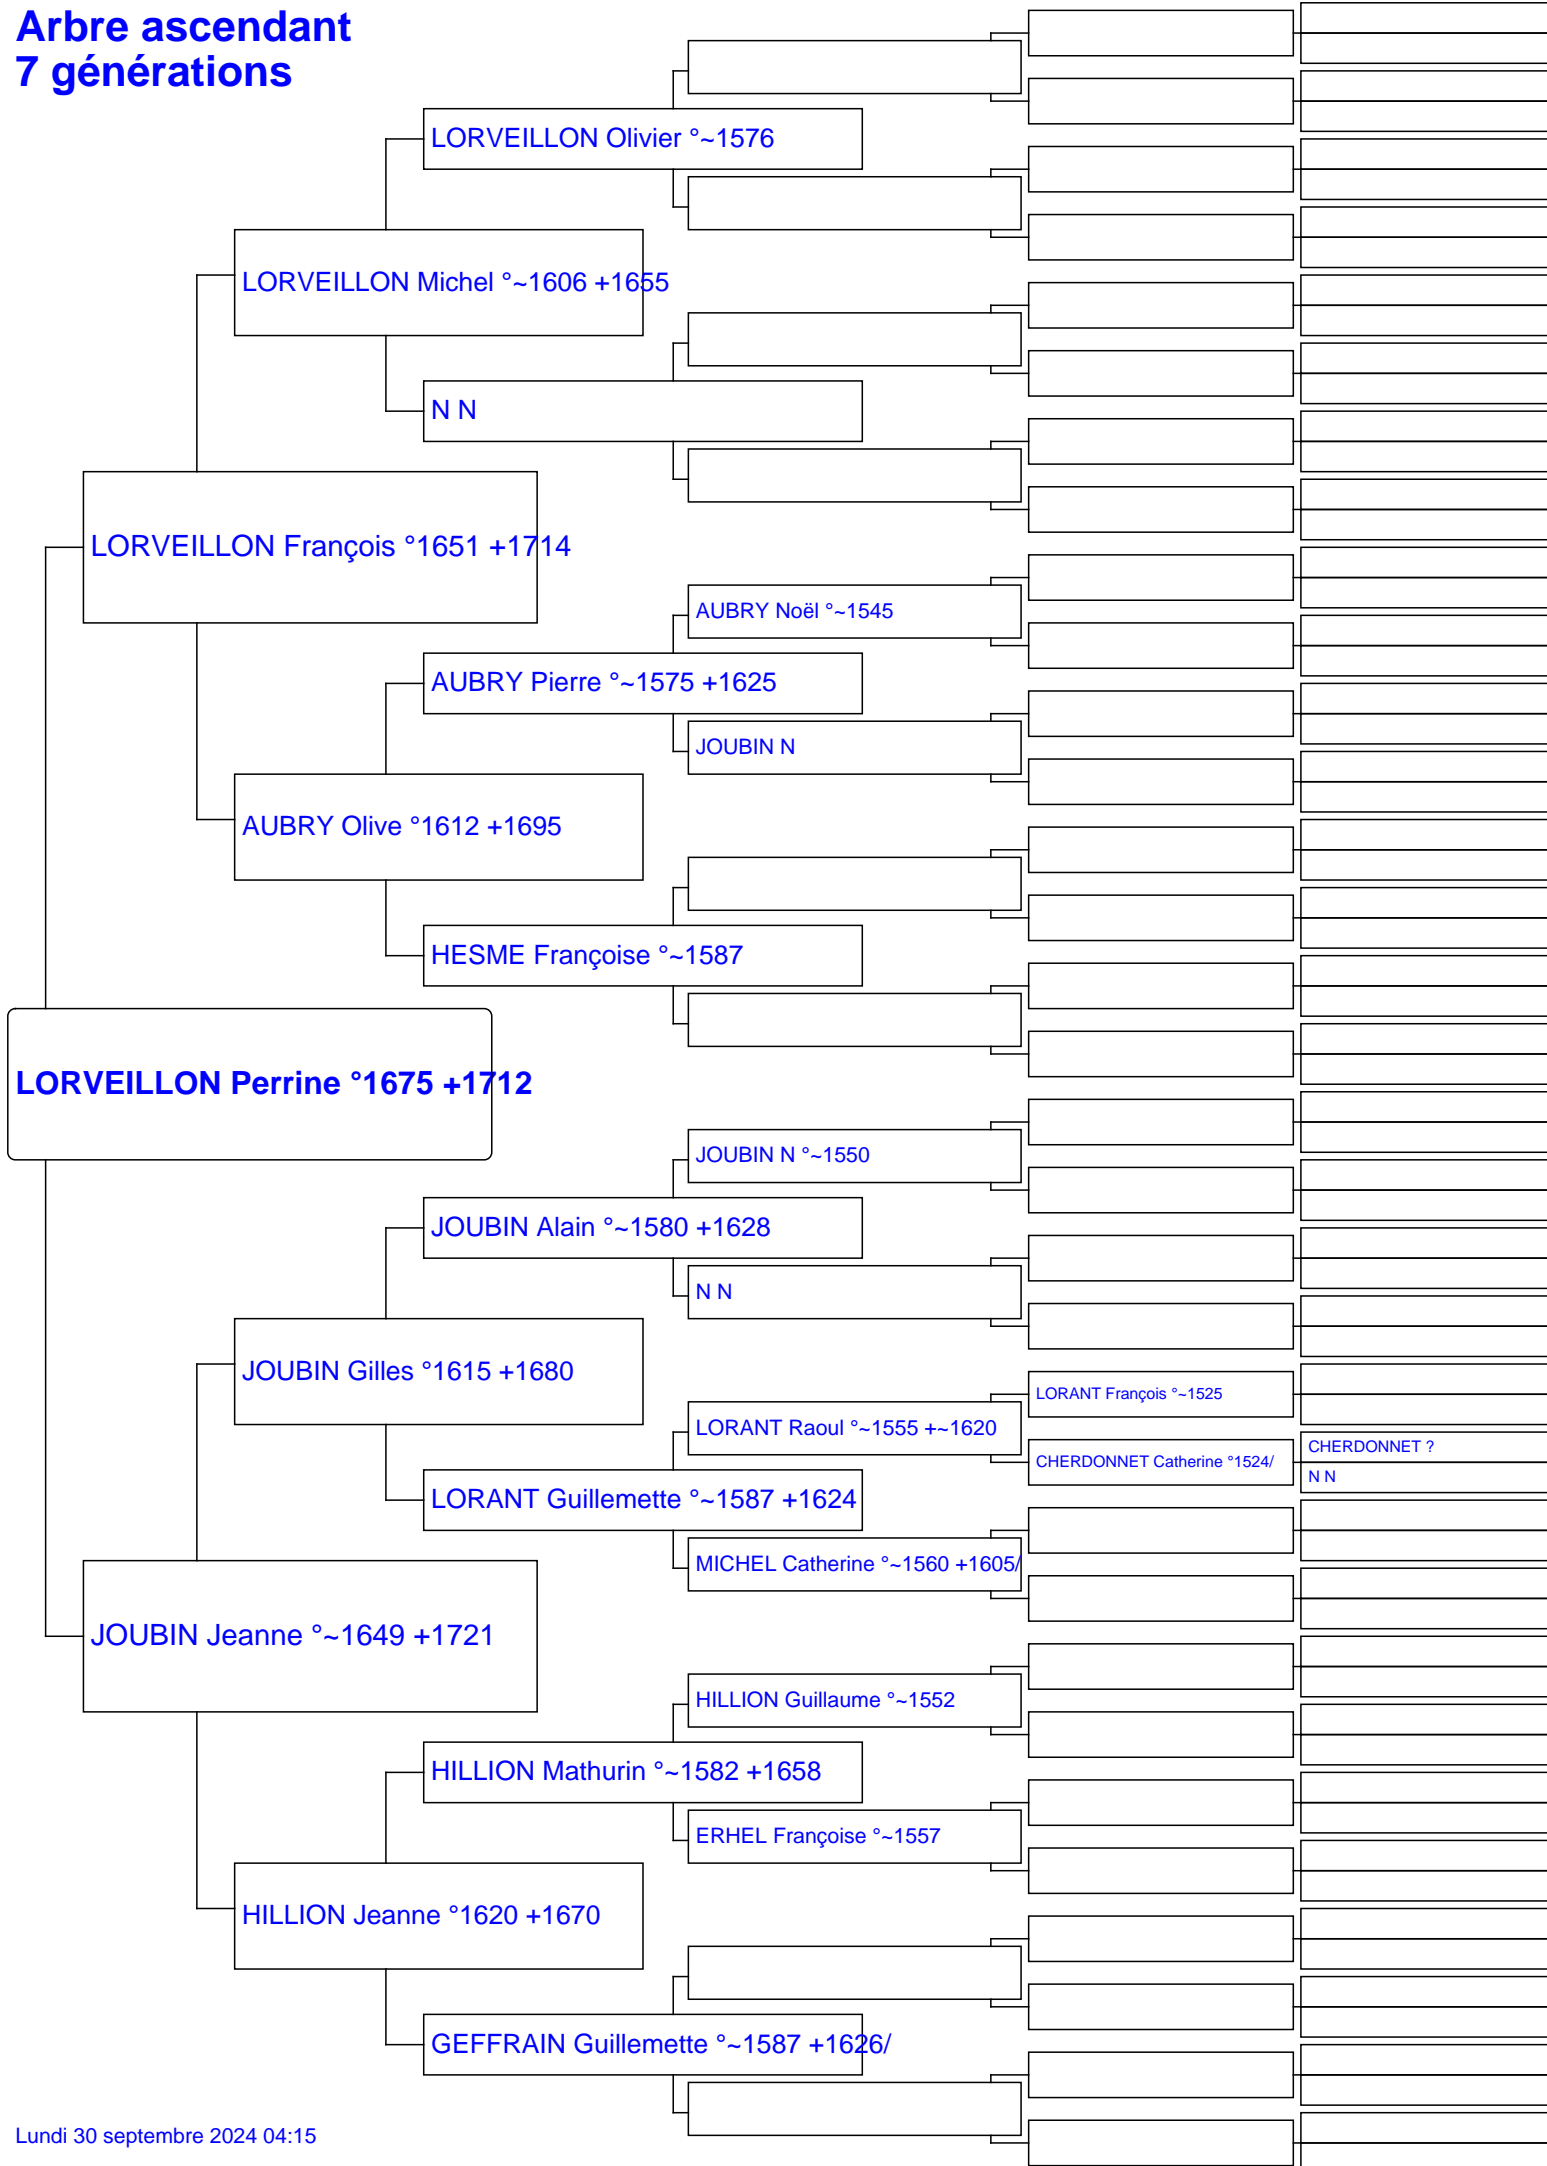 Arbre ascendant
7 générations
LORVEILLON Olivier °~1576
LORVEILLON Michel °~1606 +1655
N N
LORVEILLON François °1651 +1714
AUBRY Noël °~1545
AUBRY Pierre °~1575 +1625
JOUBIN N
AUBRY Olive °1612 +1695
HESME Françoise °~1587
LORVEILLON Perrine °1675 +1712
JOUBIN N °~1550
JOUBIN Alain °~1580 +1628
N N
JOUBIN Gilles °1615 +1680
LORANT François °~1525
LORANT Raoul °~1555 +~1620
CHERDONNET ?
CHERDONNET Catherine °1524/
N N
LORANT Guillemette °~1587 +1624
MICHEL Catherine °~1560 +1605/
JOUBIN Jeanne °~1649 +1721
HILLION Guillaume °~1552
HILLION Mathurin °~1582 +1658
ERHEL Françoise °~1557
HILLION Jeanne °1620 +1670
GEFFRAIN Guillemette °~1587 +1626/
Lundi 30 septembre 2024 04:15